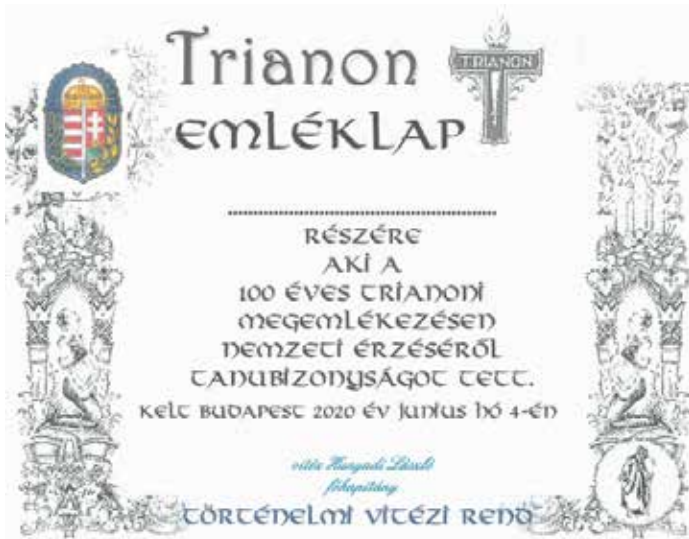 Trianon
TRIANON
EMLÉKLAP
RÉSZÉRE
AKI A
100 ÉVES TRIANONI
MEGEMLÉKEZÉSEN
NEMZETI ÉRZÉSÉRŐL
TANUBIZONYSÁGOT TETT.
KELT BUDAPEST 2020 ÉV JUNIUS HÓ 4-ÉN
vitéz Hunyadi László
főkapitány
TÖRTÉNELMI VITÉZI REND